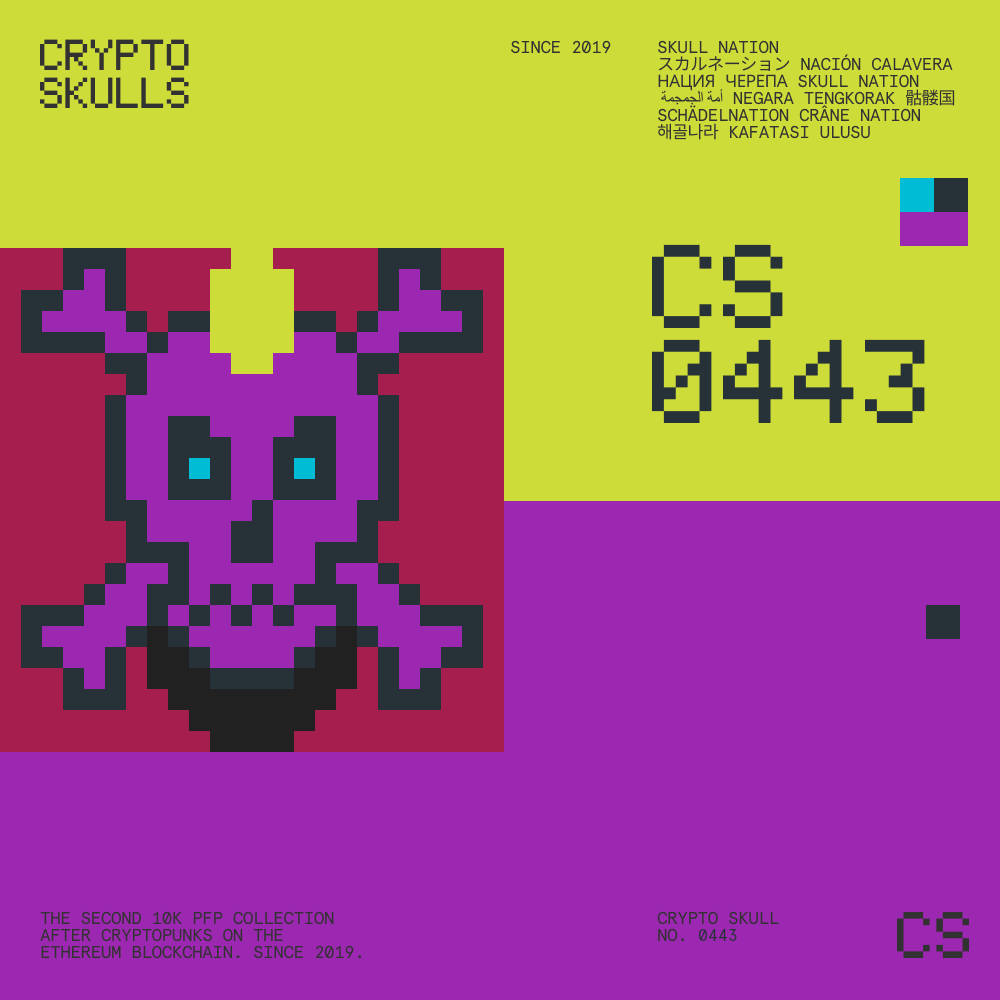 CRYPTO
SKULLS
SINCE 2019
SKULL NATION
スカルネーション NACIÓN CALAVERA
НАЦИЯ ЧЕРЕПА SKULL NATION
أمة الجمجمة NEGARA TENGKORAK 骷髅国
SCHÄDELNATION CRÂNE NATION
해골나라 KAFATASI ULUSU
CS
0443
THE SECOND 10K PFP COLLECTION
AFTER CRYPTOPUNKS ON THE
ETHEREUM BLOCKCHAIN. SINCE 2019.
CRYPTO SKULL
NO. 0443
CS